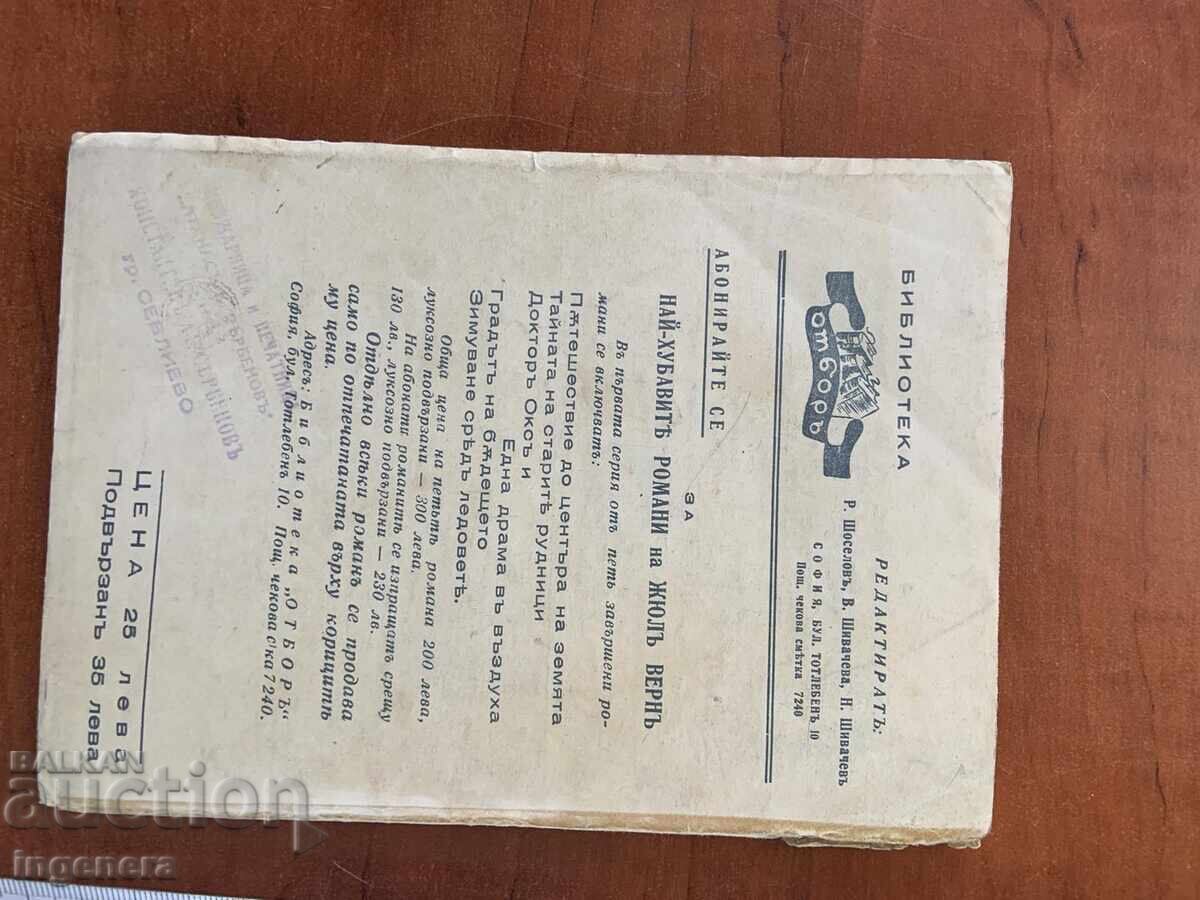 БИБЛИОТЕКА
отборъ
РЕДАКТИРАТЪ:
Р. Шоселовъ, В. Шивачева, Н. Шивачевъ
СОФИЯ, БУЛ. ТОТЛЕБЕНЪ 10
Пощ. чекова смѣтка 7240
АБОНИРАЙТЕ СЕ
ЗА
НАЙ-ХУБАВИТѢ РОМАНИ на ЖЮЛЪ ВЕРНЪ
Въ първата серия отъ петь завършени ро-
мани се включватъ:
Пѫтешествие до центъра на земята
Тайната на старитѣ рудници
Докторъ Оксъ и
Една драма въ въздуха
Градътъ на бѫдещето
Зимуване срѣдъ ледоветѣ.
Обща цена на петьтѣ романа 200 лева,
луксозно подвързани — 300 лева.
На абонати романитѣ се изпращатъ срещу
130 лв., луксозно подвързани — 230 лв.
Отдѣлно всѣки романъ се продава
само по отпечатаната върху корицитѣ
му цена.
Адресъ: Библиотека „ОТБОРЪ“
София, бул. Тотлебенъ 10. Пощ. чекова с/ка 7240.
ЦЕНА 25 лева
Подвързанъ 35 лева
И ПЕЧАТНИЦА
гр. СЕВЛИЕВО
BALKAN
auction
ingenera